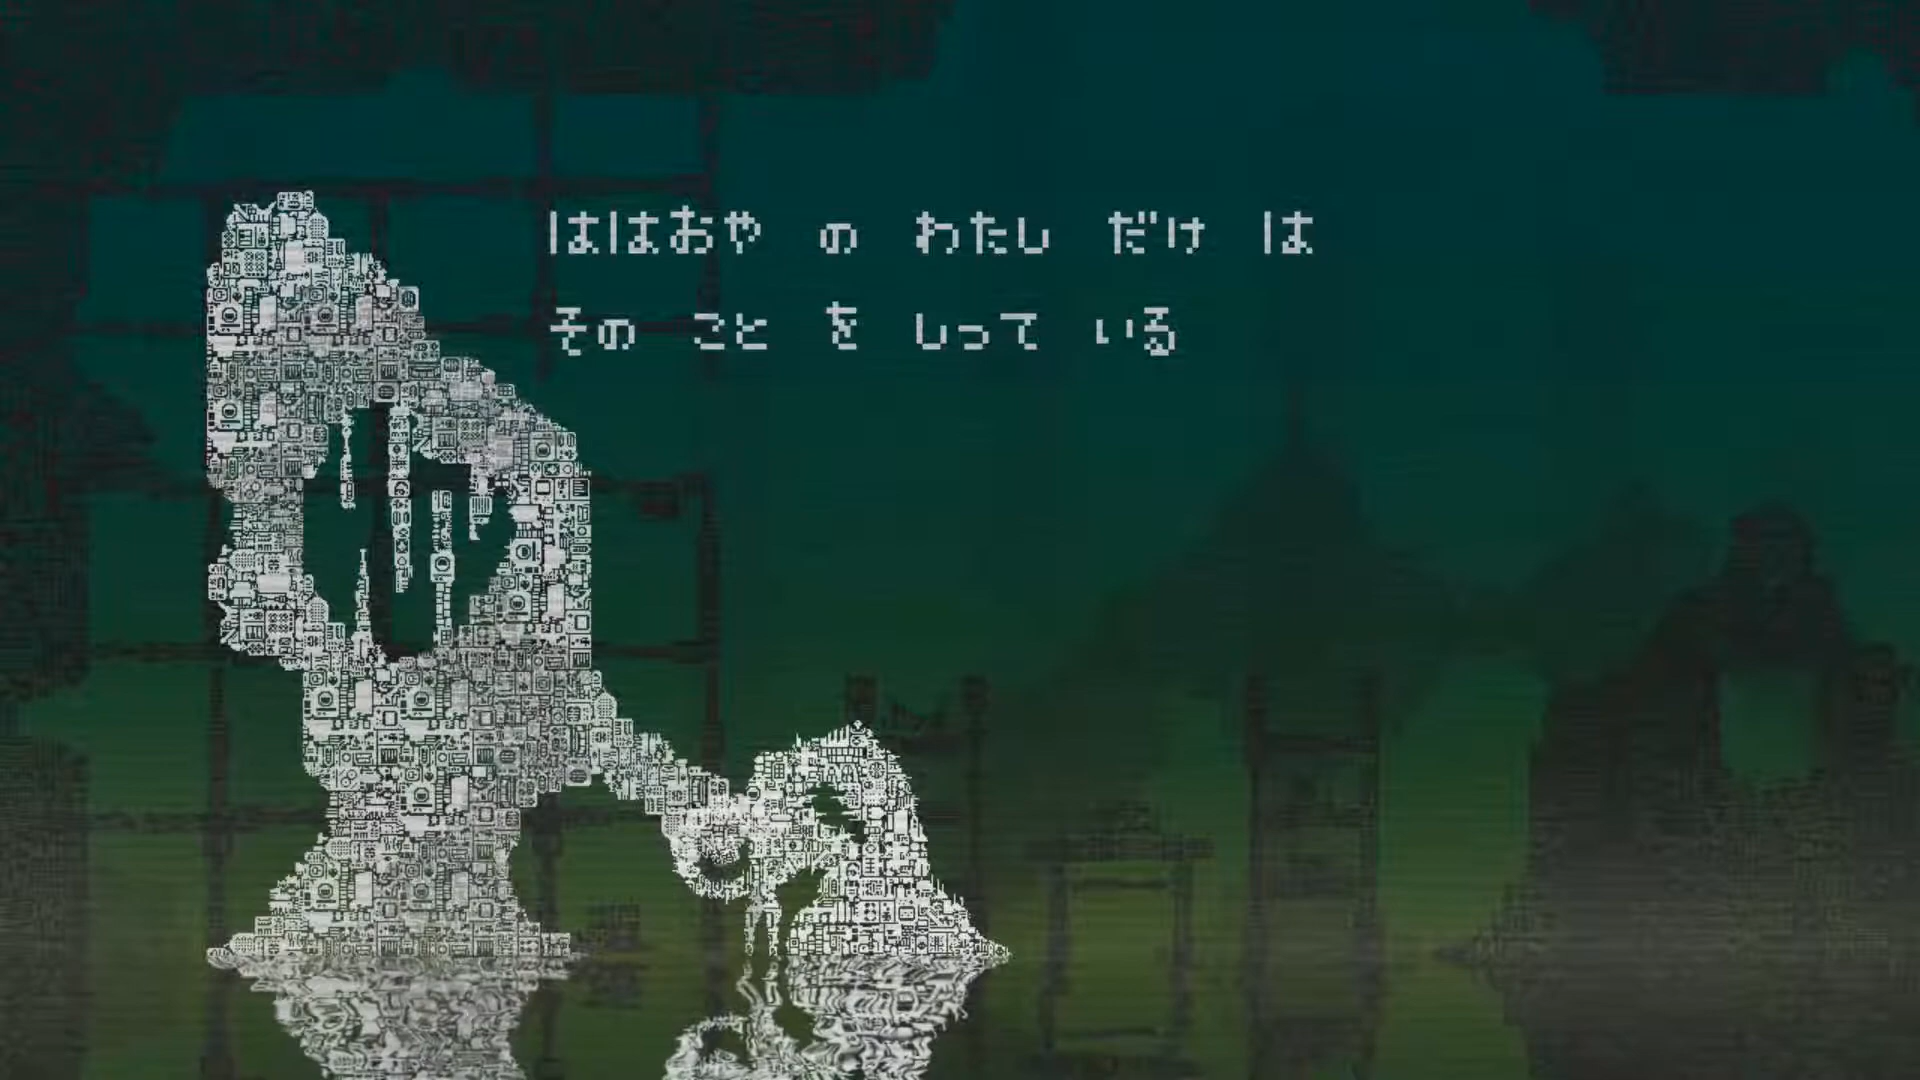 ははおや の わたし だけ は
その こと を しって いる